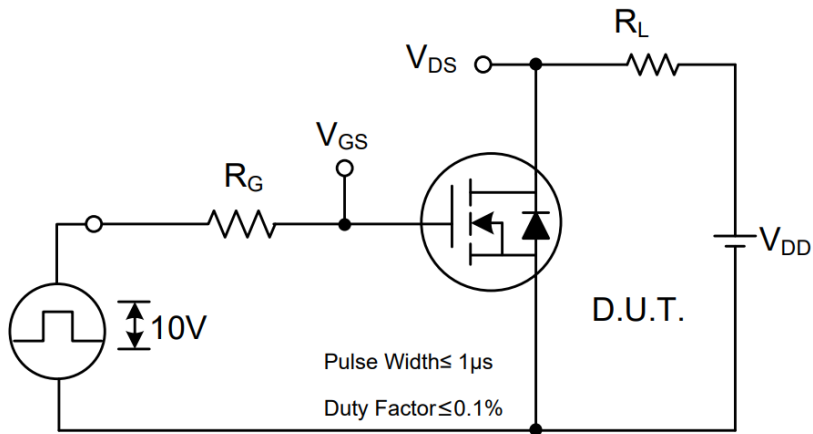 RL
VDS
VGS
RG
VDD
D.U.T.
10V
Pulse Width≤ 1μs
Duty Factor≤0.1%